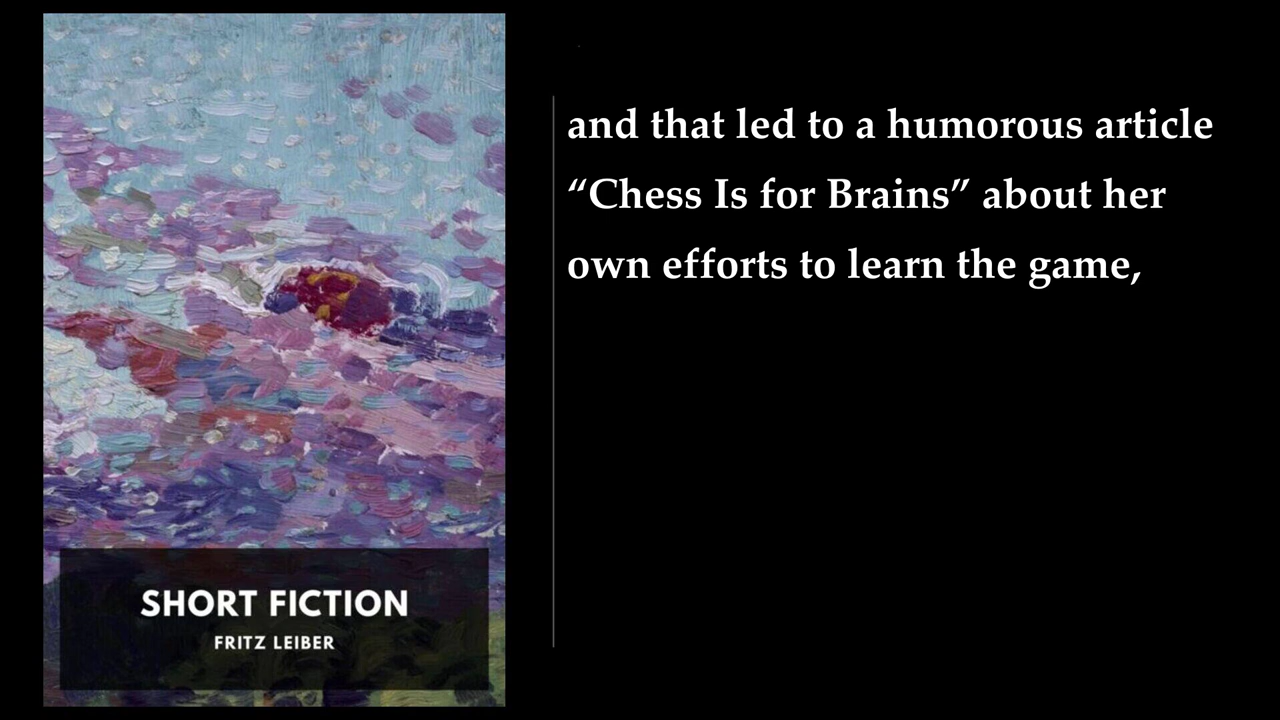 and that led to a humorous article
“Chess Is for Brains” about her
own efforts to learn the game,
SHORT FICTION
FRITZ LEIBER